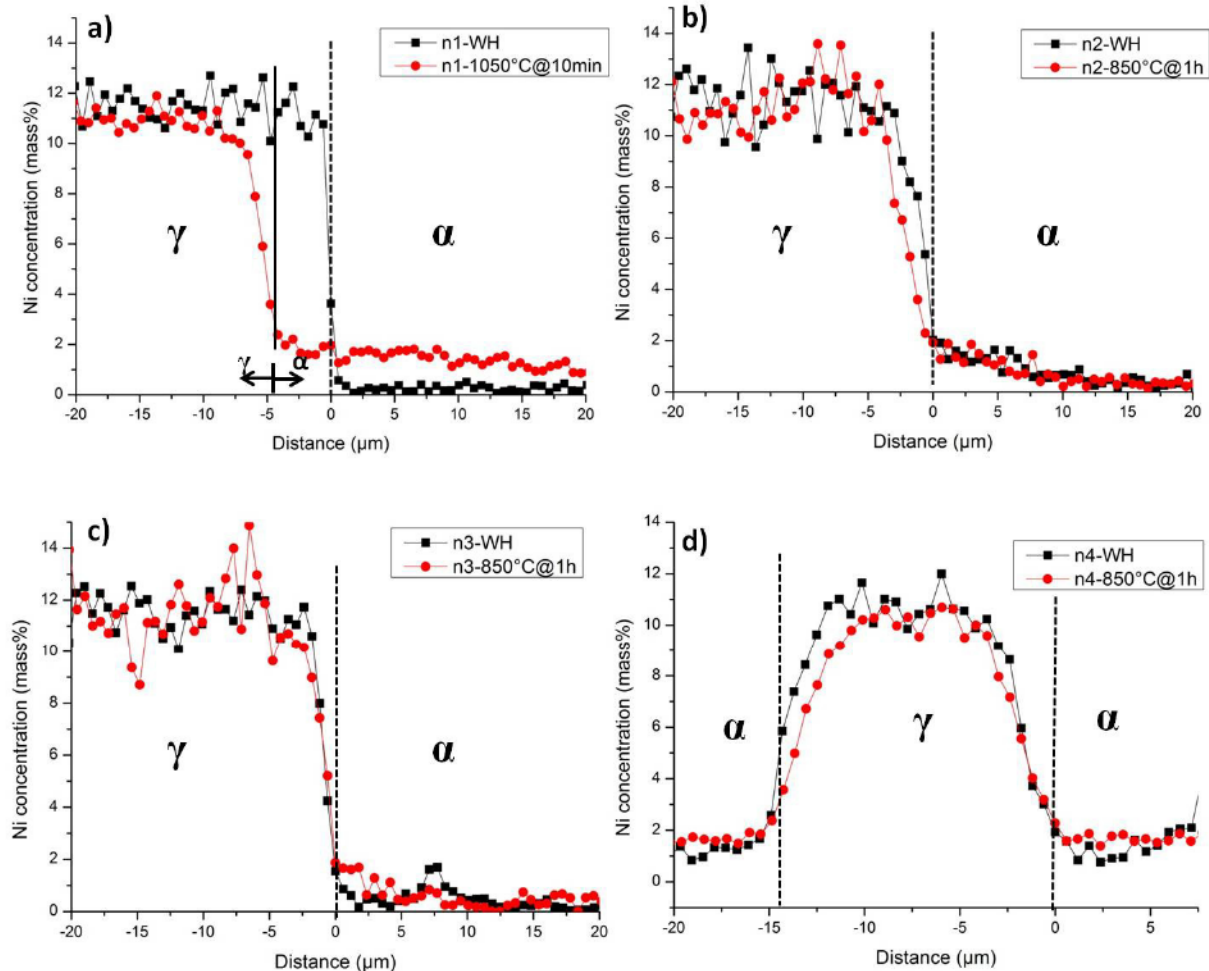 a)
n1-WH
n1-1050°C@10min
Ni concentration (mass%)
14
12
10
8
6
4
2
0
γ
α
γ
α
-20 -15 -10 -5 0 5 10 15 20
Distance (µm)
b)
n2-WH
n2-850°C@1h
Ni concentration (mass%)
14
12
10
8
6
4
2
0
γ
α
-20 -15 -10 -5 0 5 10 15 20
Distance (µm)
c)
n3-WH
n3-850°C@1h
Ni concentration (mass%)
14
12
10
8
6
4
2
0
γ
α
-20 -15 -10 -5 0 5 10 15 20
Distance (µm)
d)
n4-WH
n4-850°C@1h
Ni concentration (mass%)
14
12
10
8
6
4
2
0
α
γ
α
-20 -15 -10 -5 0 5
Distance (µm)